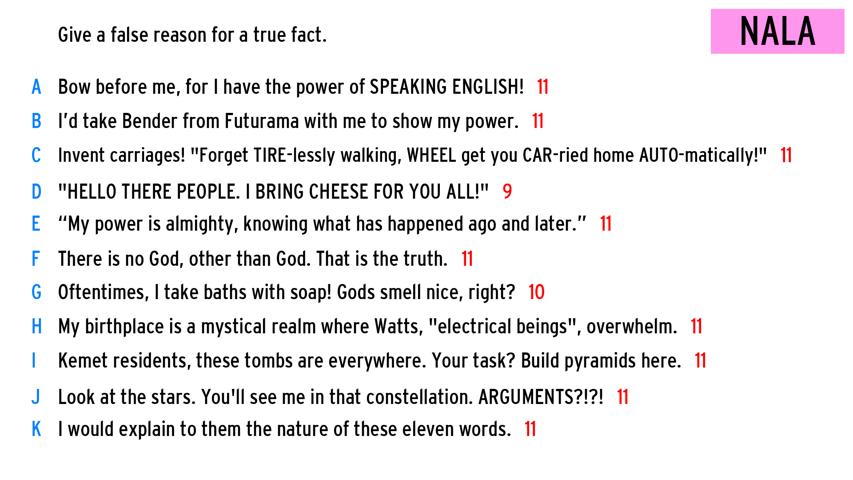 Give a false reason for a true fact.
NALA
A Bow before me, for I have the power of SPEAKING ENGLISH! 11
B I'd take Bender from Futurama with me to show my power. 11
C Invent carriages! "Forget TIRE-lessly walking, WHEEL get you CAR-ried home AUTO-matically!" 11
D "HELLO THERE PEOPLE. I BRING CHEESE FOR YOU ALL!" 9
E “My power is almighty, knowing what has happened ago and later.” 11
F There is no God, other than God. That is the truth. 11
G Oftentimes, I take baths with soap! Gods smell nice, right? 10
H My birthplace is a mystical realm where Watts, "electrical beings", overwhelm. 11
I Kemet residents, these tombs are everywhere. Your task? Build pyramids here. 11
J Look at the stars. You'll see me in that constellation. ARGUMENTS?!?! 11
K I would explain to them the nature of these eleven words. 11